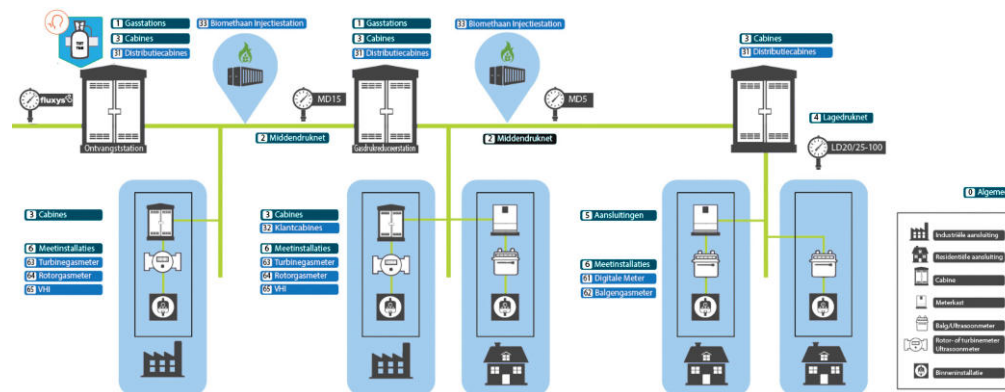 1 Gasstations
3 Cabines
31 Distributiecabines
33 Biomethaan Injectiestation
1 Gasstations
3 Cabines
31 Distributiecabines
33 Biomethaan Injectiestation
3 Cabines
31 Distributiecabines
fluxys
MD15
MD5
4 Lagedruknet
Ontvangststation
2 Middendruknet
Gasdrukreduceerstation
2 Middendruknet
LD20/25-100
0 Algeme
3 Cabines
3 Cabines
32 Klantcabines
5 Aansluitingen
6 Meetinstallaties
63 Turbinegasmeter
64 Rotorgasmeter
65 VHI
6 Meetinstallaties
63 Turbinegasmeter
64 Rotorgasmeter
65 VHI
6 Meetinstallaties
61 Digitale Meter
62 Balgengasmeter
Industriële aansluiting
Residentiële aansluiting
Cabine
Meterkast
Balg/Ultrasoonmeter
Rotor- of turbinemeter
Ultrasoonmeter
Binneninstallatie